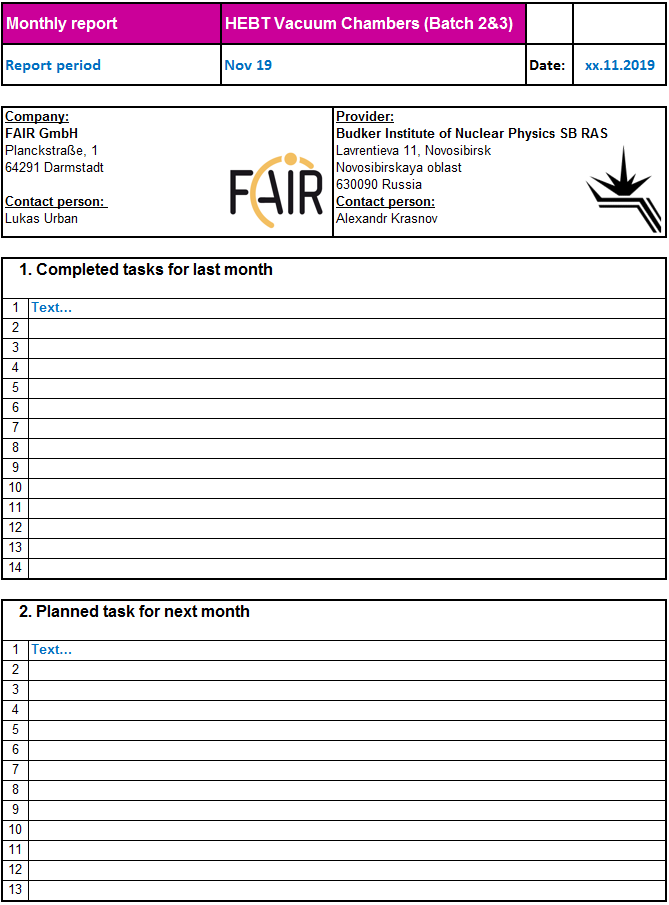 Monthly report HEBT Vacuum Chambers (Batch 2&3)
Report period Nov 19 Date: xx.11.2019
Company:
FAIR GmbH
Planckstraße, 1
64291 Darmstadt
Contact person:
Lukas Urban
FAIR
Provider:
Budker Institute of Nuclear Physics SB RAS
Lavrentieva 11, Novosibirsk
Novosibirskaya oblast
630090 Russia
Contact person:
Alexandr Krasnov
1. Completed tasks for last month
1 Text...
2
3
4
5
6
7
8
9
10
11
12
13
14
2. Planned task for next month
1 Text...
2
3
4
5
6
7
8
9
10
11
12
13